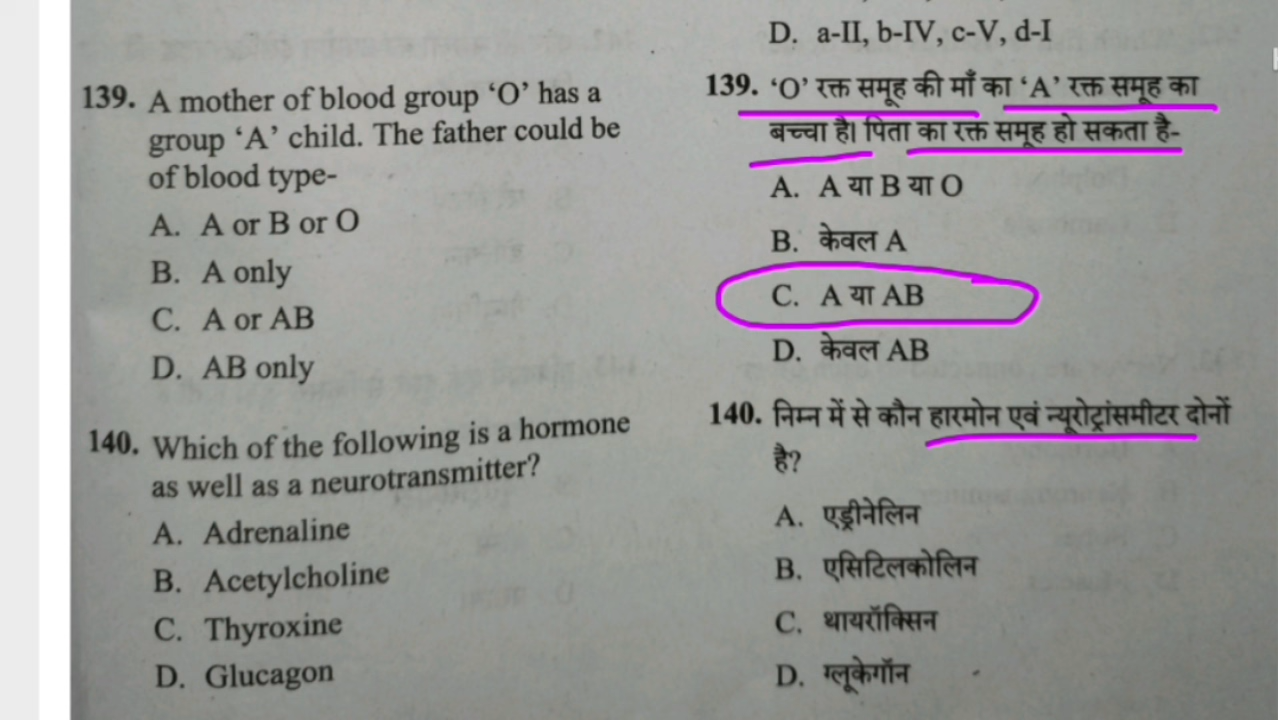 139. A mother of blood group ‘O’ has a
group ‘A’ child. The father could be
of blood type-
A. A or B or O
B. A only
C. A or AB
D. AB only
140. Which of the following is a hormone
as well as a neurotransmitter?
A. Adrenaline
B. Acetylcholine
C. Thyroxine
D. Glucagon
D. a-II, b-IV, c-V, d-I
139. ‘O’ रक्त समूह की माँ का ‘A’ रक्त समूह का
बच्चा है। पिता का रक्त समूह हो सकता है-
A. A या B या O
B. केवल A
C. A या AB
D. केवल AB
140. निम्न में से कौन हारमोन एवं न्यूरोट्रांसमीटर दोनों
है?
A. एड्रीनेलिन
B. एसिटिलकोलिन
C. थायरॉक्सिन
D. ग्लूकेगॉन